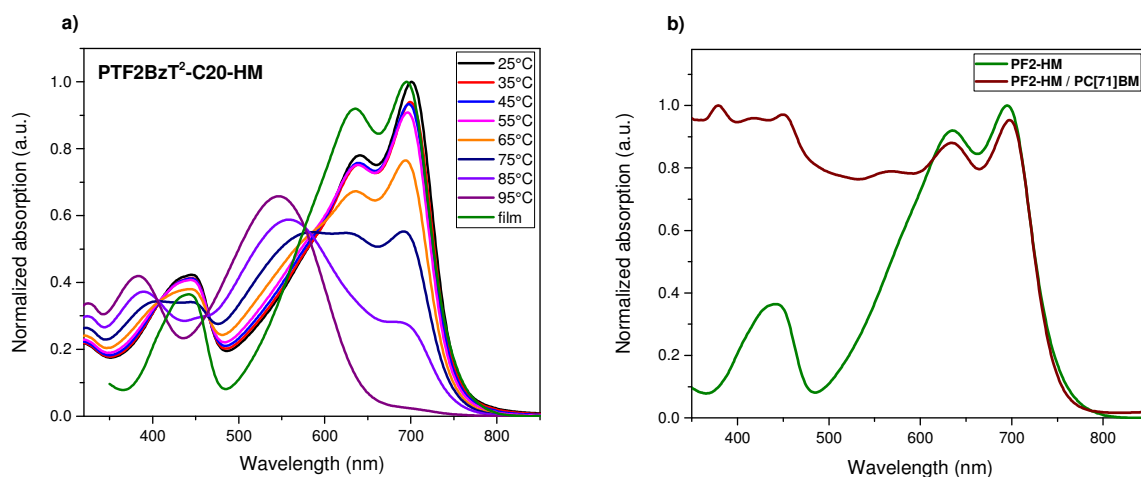 a)
PTF2BzT²-C20-HM
25°C
35°C
45°C
55°C
65°C
75°C
85°C
95°C
film
1.0
0.8
0.6
0.4
0.2
0.0
400 500 600 700 800
Wavelength (nm)
Normalized absorption (a.u.)
b)
PF2-HM
PF2-HM / PC[71]BM
1.0
0.8
0.6
0.4
0.2
0.0
400 500 600 700 800
Wavelength (nm)
Normalized absorption (a.u.)